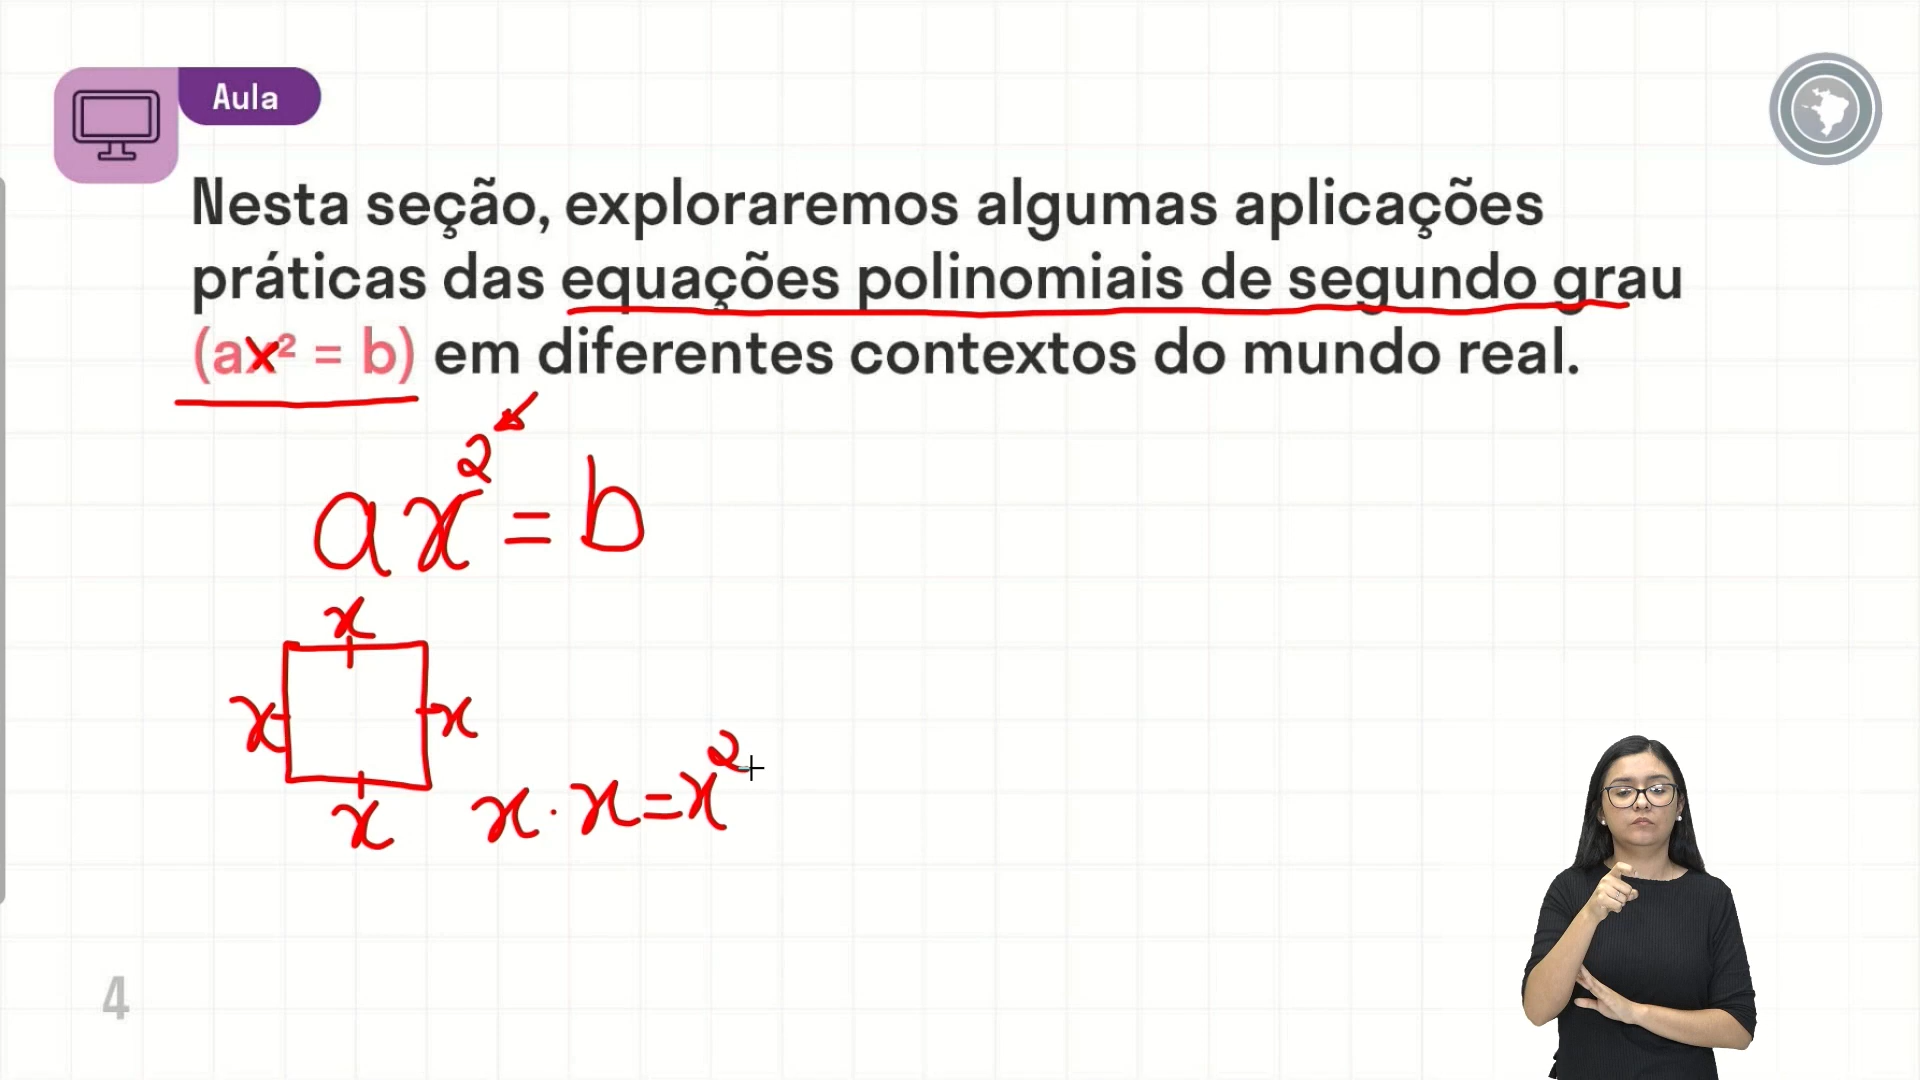 Aula
Nesta seção, exploraremos algumas aplicações
práticas das equações polinomiais de segundo grau
(ax² = b) em diferentes contextos do mundo real.
ax² = b
x
x x
x
x · x = x²
4